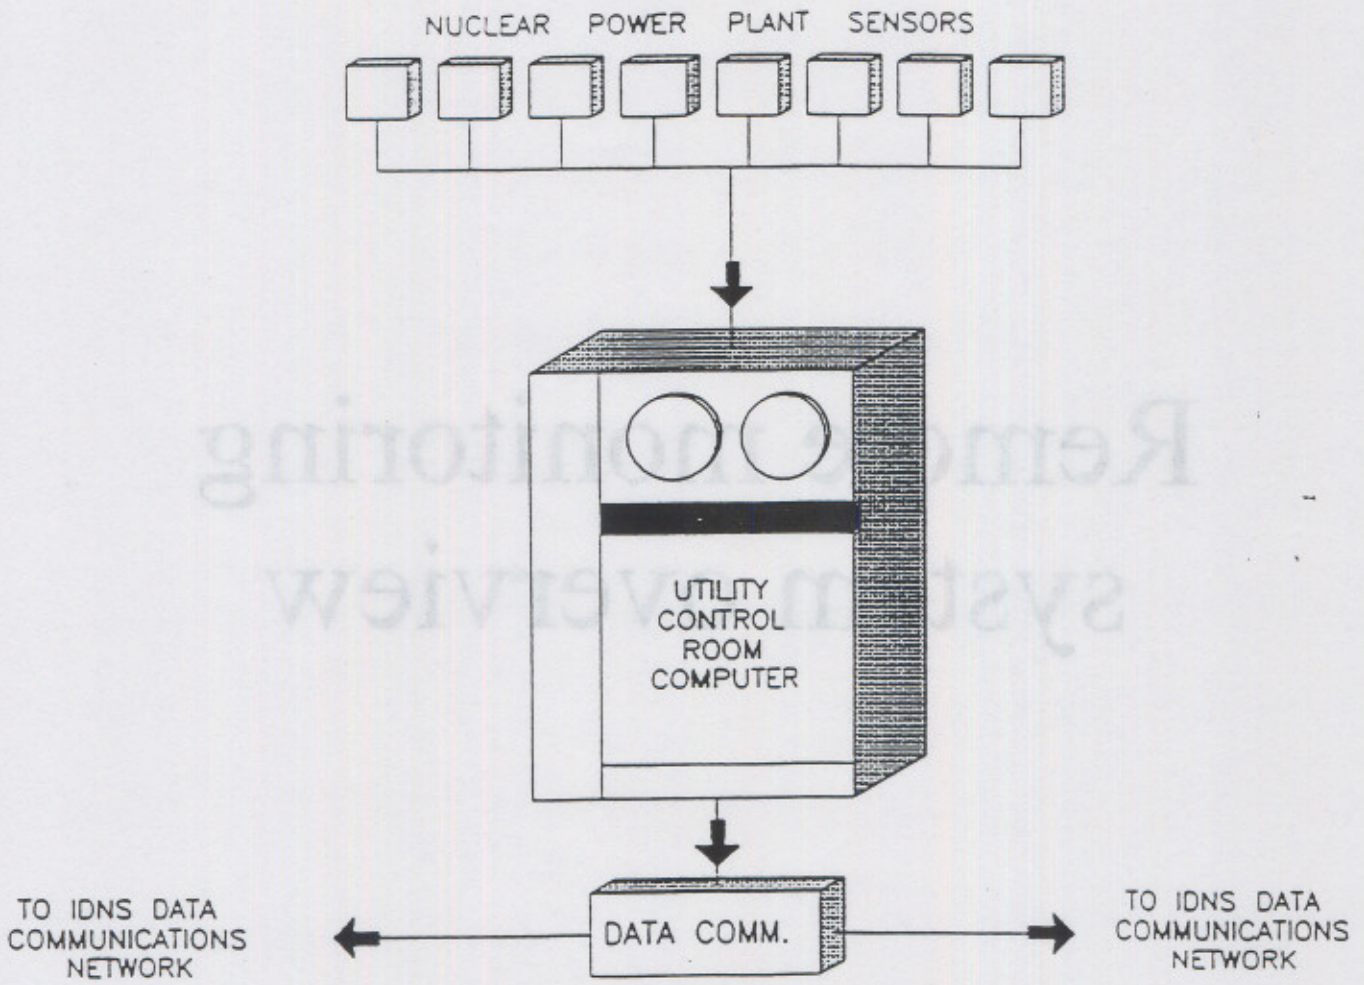 NUCLEAR POWER PLANT SENSORS
Remote monitoring
system overview
UTILITY
CONTROL
ROOM
COMPUTER
DATA COMM.
TO IDNS DATA
COMMUNICATIONS
NETWORK
TO IDNS DATA
COMMUNICATIONS
NETWORK